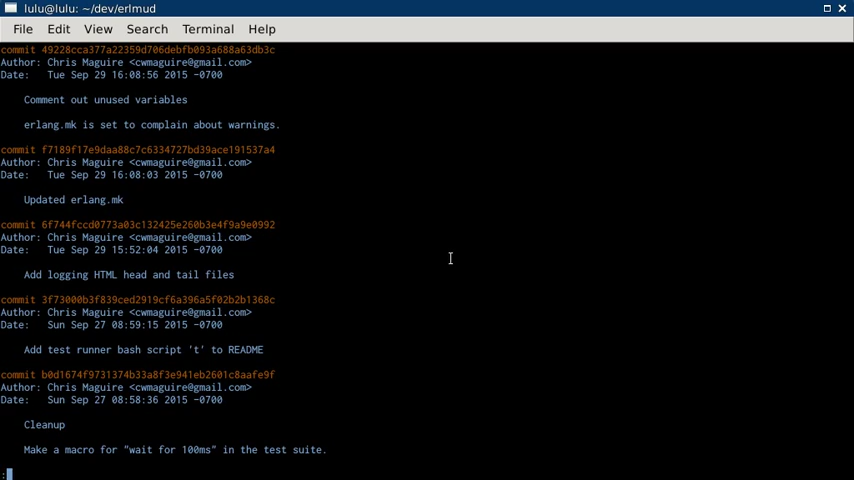 lulu@lulu: ~/dev/erlmud
File Edit View Search Terminal Help
commit 49228cca377a22359d706debfb093a688a63db3c
Author: Chris Maguire <cwmaguire@gmail.com>
Date:   Tue Sep 29 16:08:56 2015 -0700
Comment out unused variables
erlang.mk is set to complain about warnings.
commit f7189f17e9daa88c7c6334727bd39ace191537a4
Author: Chris Maguire <cwmaguire@gmail.com>
Date:   Tue Sep 29 16:08:03 2015 -0700
Updated erlang.mk
commit 6f744fccd0773a03c132425e260b3e4f9a9e0992
Author: Chris Maguire <cwmaguire@gmail.com>
Date:   Tue Sep 29 15:52:04 2015 -0700
Add logging HTML head and tail files
commit 3f73000b3f839ced2919cf6a396a5f02b2b1368c
Author: Chris Maguire <cwmaguire@gmail.com>
Date:   Sun Sep 27 08:59:15 2015 -0700
Add test runner bash script 't' to README
commit b0d1674f9731374b33a8f3e941eb2601c8aafe9f
Author: Chris Maguire <cwmaguire@gmail.com>
Date:   Sun Sep 27 08:58:36 2015 -0700
Cleanup
Make a macro for "wait for 100ms" in the test suite.
: